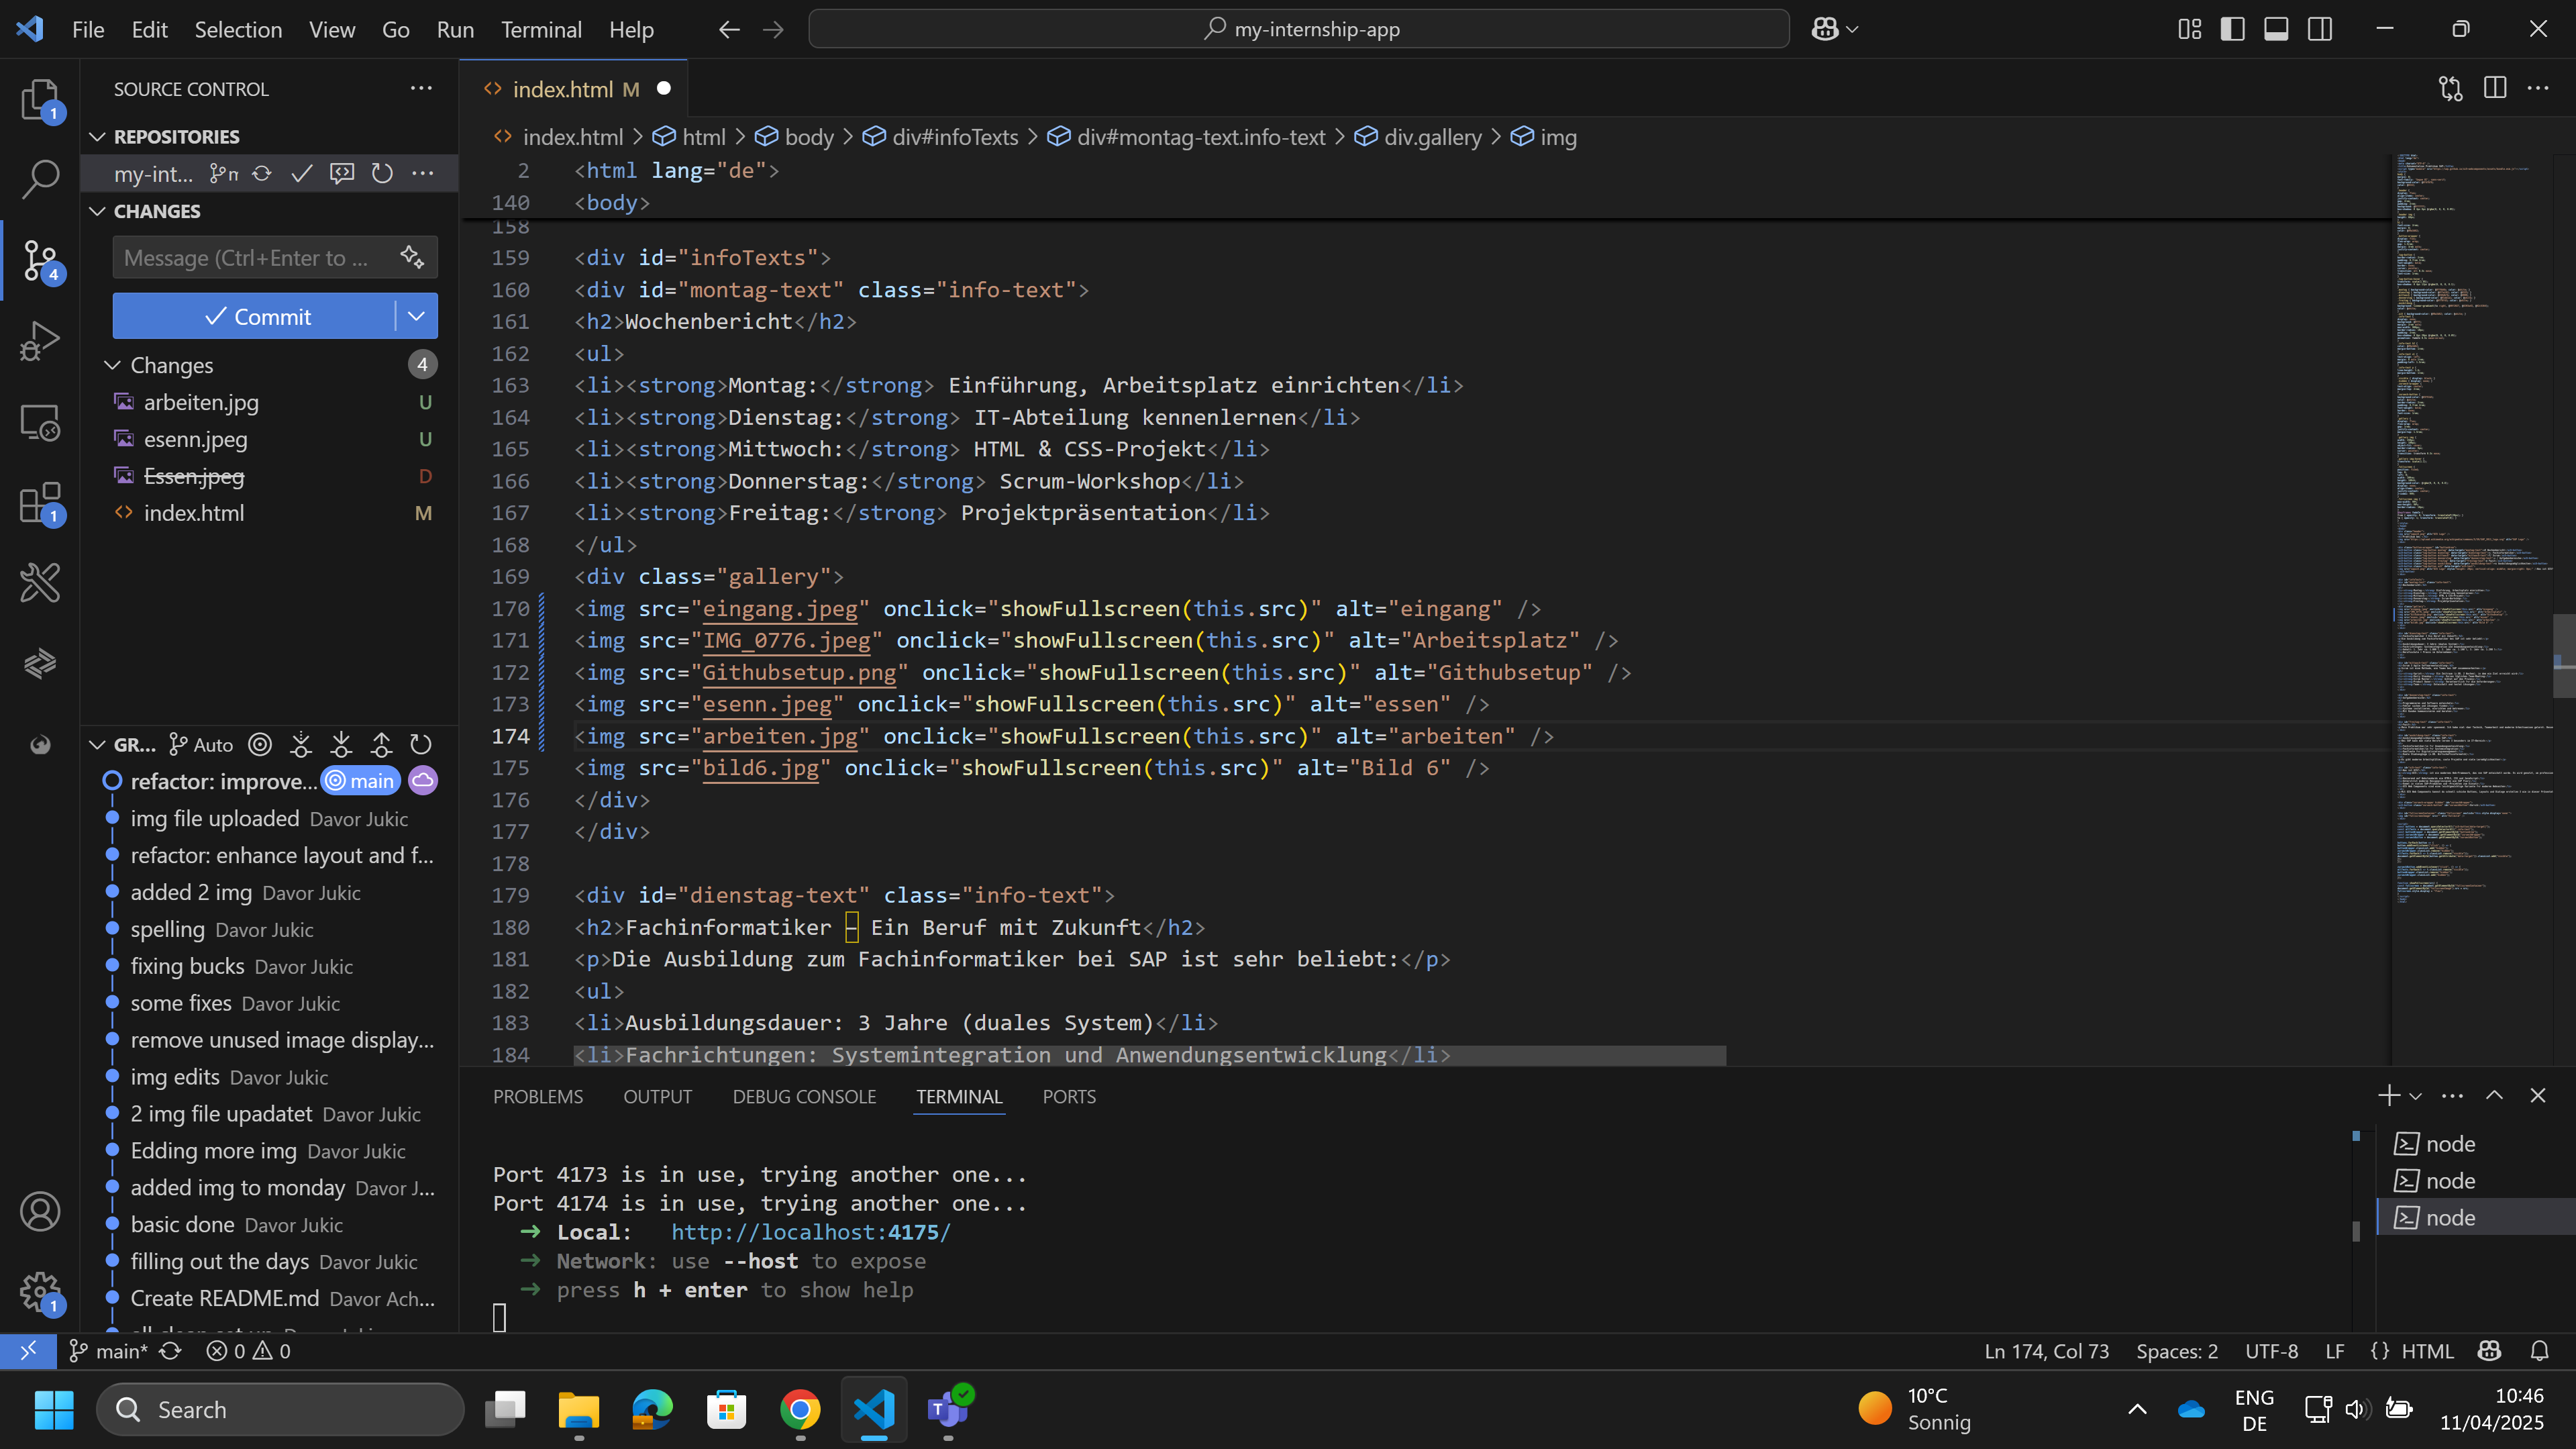 File Edit Selection View Go Run Terminal Help
my-internship-app
SOURCE CONTROL
REPOSITORIES
my-int...
CHANGES
Message (Ctrl+Enter to ...
Commit
Changes 4
arbeiten.jpg U
esenn.jpeg U
Essen.jpeg D
index.html M
GR... Auto
refactor: improve... main
img file uploaded Davor Jukic
refactor: enhance layout and f...
added 2 img Davor Jukic
spelling Davor Jukic
fixing bucks Davor Jukic
some fixes Davor Jukic
remove unused image display...
img edits Davor Jukic
2 img file upadatet Davor Jukic
Edding more img Davor Jukic
added img to monday Davor J...
basic done Davor Jukic
filling out the days Davor Jukic
Create README.md Davor Ach...
index.html M
index.html > html > body > div#infoTexts > div#montag-text.info-text > div.gallery > img
2 <html lang="de">
140 <body>
158
159 <div id="infoTexts">
160 <div id="montag-text" class="info-text">
161 <h2>Wochenbericht</h2>
162 <ul>
163 <li><strong>Montag:</strong> Einführung, Arbeitsplatz einrichten</li>
164 <li><strong>Dienstag:</strong> IT-Abteilung kennenlernen</li>
165 <li><strong>Mittwoch:</strong> HTML & CSS-Projekt</li>
166 <li><strong>Donnerstag:</strong> Scrum-Workshop</li>
167 <li><strong>Freitag:</strong> Projektpräsentation</li>
168 </ul>
169 <div class="gallery">
170 <img src="eingang.jpeg" onclick="showFullscreen(this.src)" alt="eingang" />
171 <img src="IMG_0776.jpeg" onclick="showFullscreen(this.src)" alt="Arbeitsplatz" />
172 <img src="Githubsetup.png" onclick="showFullscreen(this.src)" alt="Githubsetup" />
173 <img src="esenn.jpeg" onclick="showFullscreen(this.src)" alt="essen" />
174 <img src="arbeiten.jpg" onclick="showFullscreen(this.src)" alt="arbeiten" />
175 <img src="bild6.jpg" onclick="showFullscreen(this.src)" alt="Bild 6" />
176 </div>
177 </div>
178
179 <div id="dienstag-text" class="info-text">
180 <h2>Fachinformatiker – Ein Beruf mit Zukunft</h2>
181 <p>Die Ausbildung zum Fachinformatiker bei SAP ist sehr beliebt:</p>
182 <ul>
183 <li>Ausbildungsdauer: 3 Jahre (duales System)</li>
184 <li>Fachrichtungen: Systemintegration und Anwendungsentwicklung</li>
PROBLEMS OUTPUT DEBUG CONSOLE TERMINAL PORTS
Port 4173 is in use, trying another one...
Port 4174 is in use, trying another one...
➜ Local: http://localhost:4175/
➜ Network: use --host to expose
➜ press h + enter to show help
node
node
node
main* 0 0
Ln 174, Col 73 Spaces: 2 UTF-8 LF {} HTML
Search
10°C
Sonnig
ENG
DE
10:46
11/04/2025